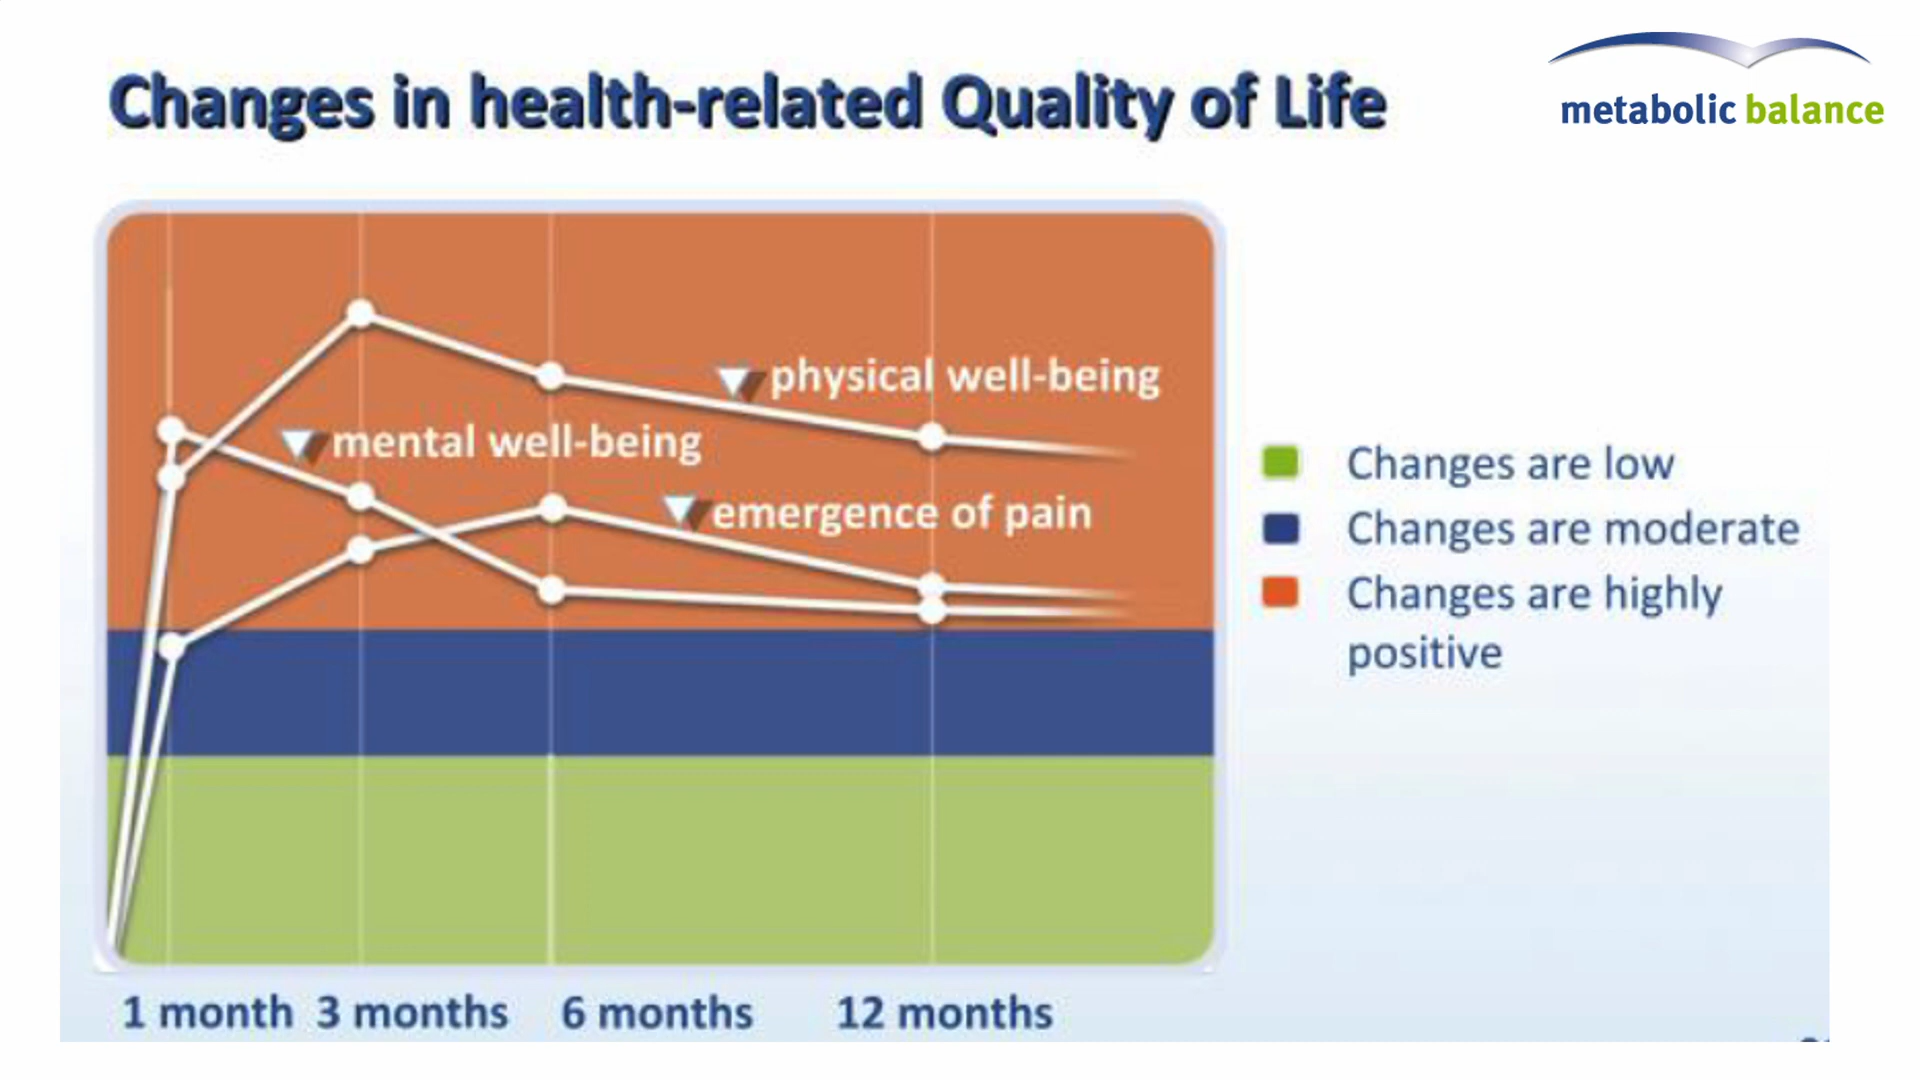 Changes in health-related Quality of Life
metabolic balance
physical well-being
mental well-being
emergence of pain
Changes are low
Changes are moderate
Changes are highly
positive
1 month 3 months 6 months 12 months